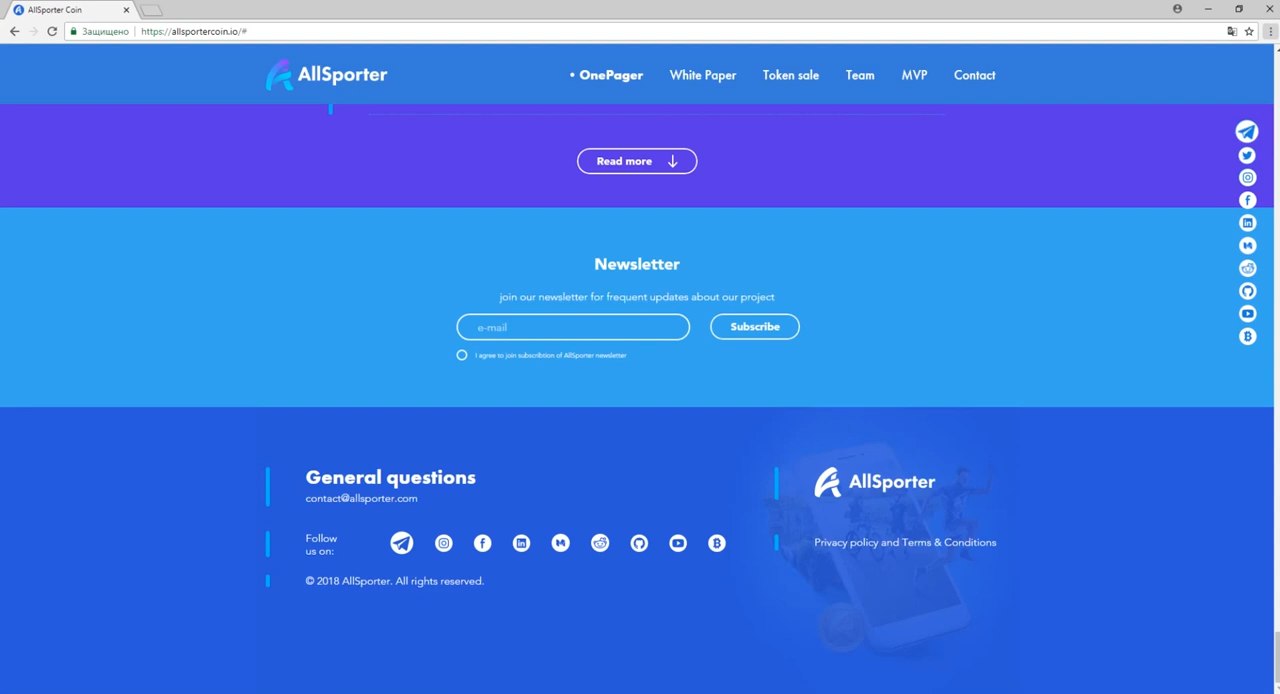 AllSporter Coin
Защищено
https://allsportercoin.io/#
AllSporter
• OnePager
White Paper
Token sale
Team
MVP
Contact
Read more
Newsletter
join our newsletter for frequent updates about our project
e-mail
Subscribe
I agree to join subscribtion of AllSporter newsletter
General questions
contact@allsporter.com
AllSporter
Follow
us on:
Privacy policy and Terms & Conditions
© 2018 AllSporter. All rights reserved.